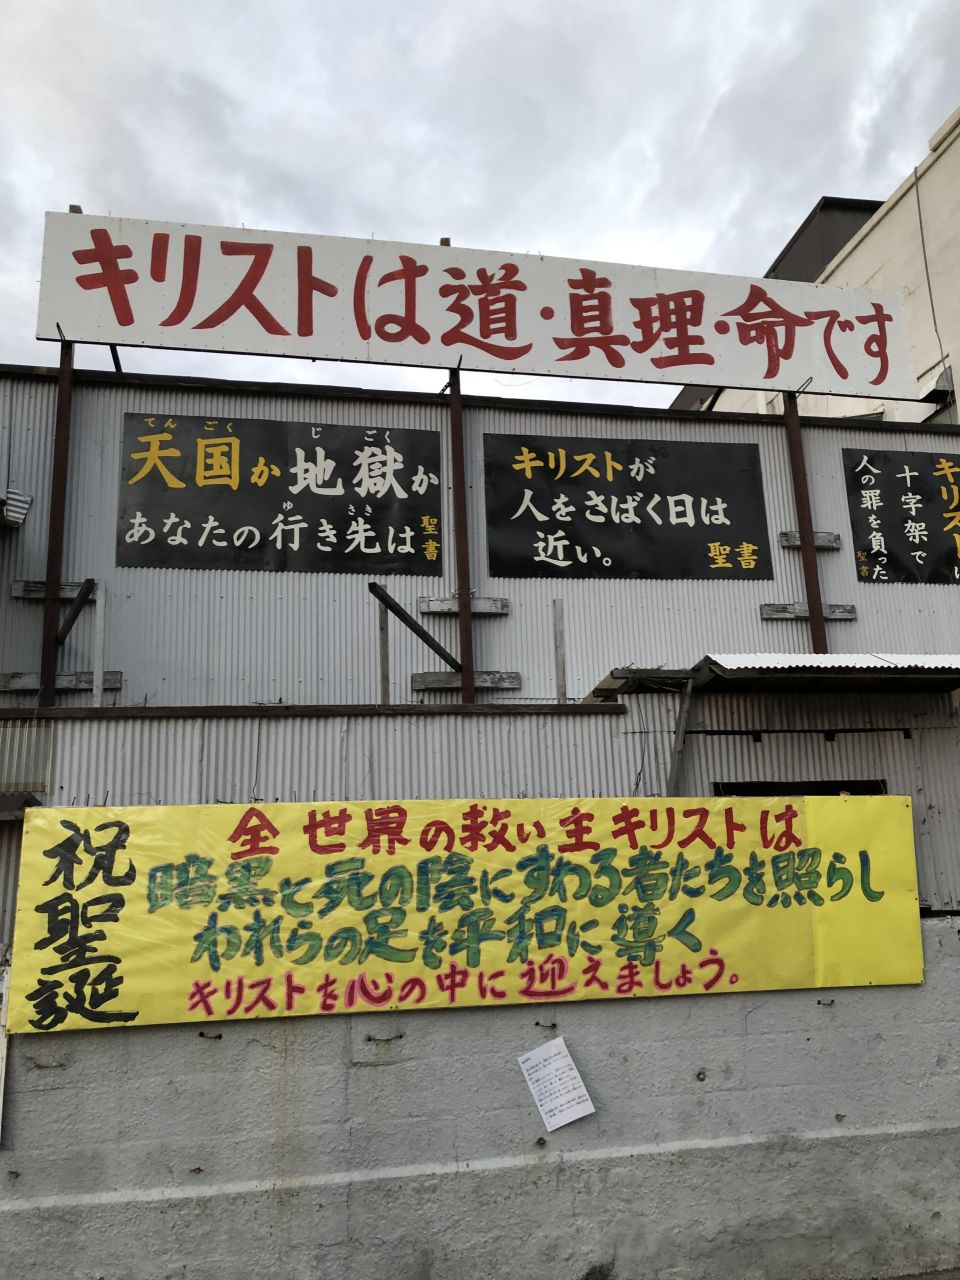 キリストは道・真理・命です
てんごく じごく
天国か地獄か
ゆ さき
あなたの行き先は
聖書
キリストが
人をさばく日は
近い。
聖書
キリスト
十字架で
人の罪を負った
聖書
祝聖誕
全世界の救い主キリストは
暗黒と死の陰にすわる者たちを照らし
われらの足を平和に導く
キリストを心の中に迎えましょう。